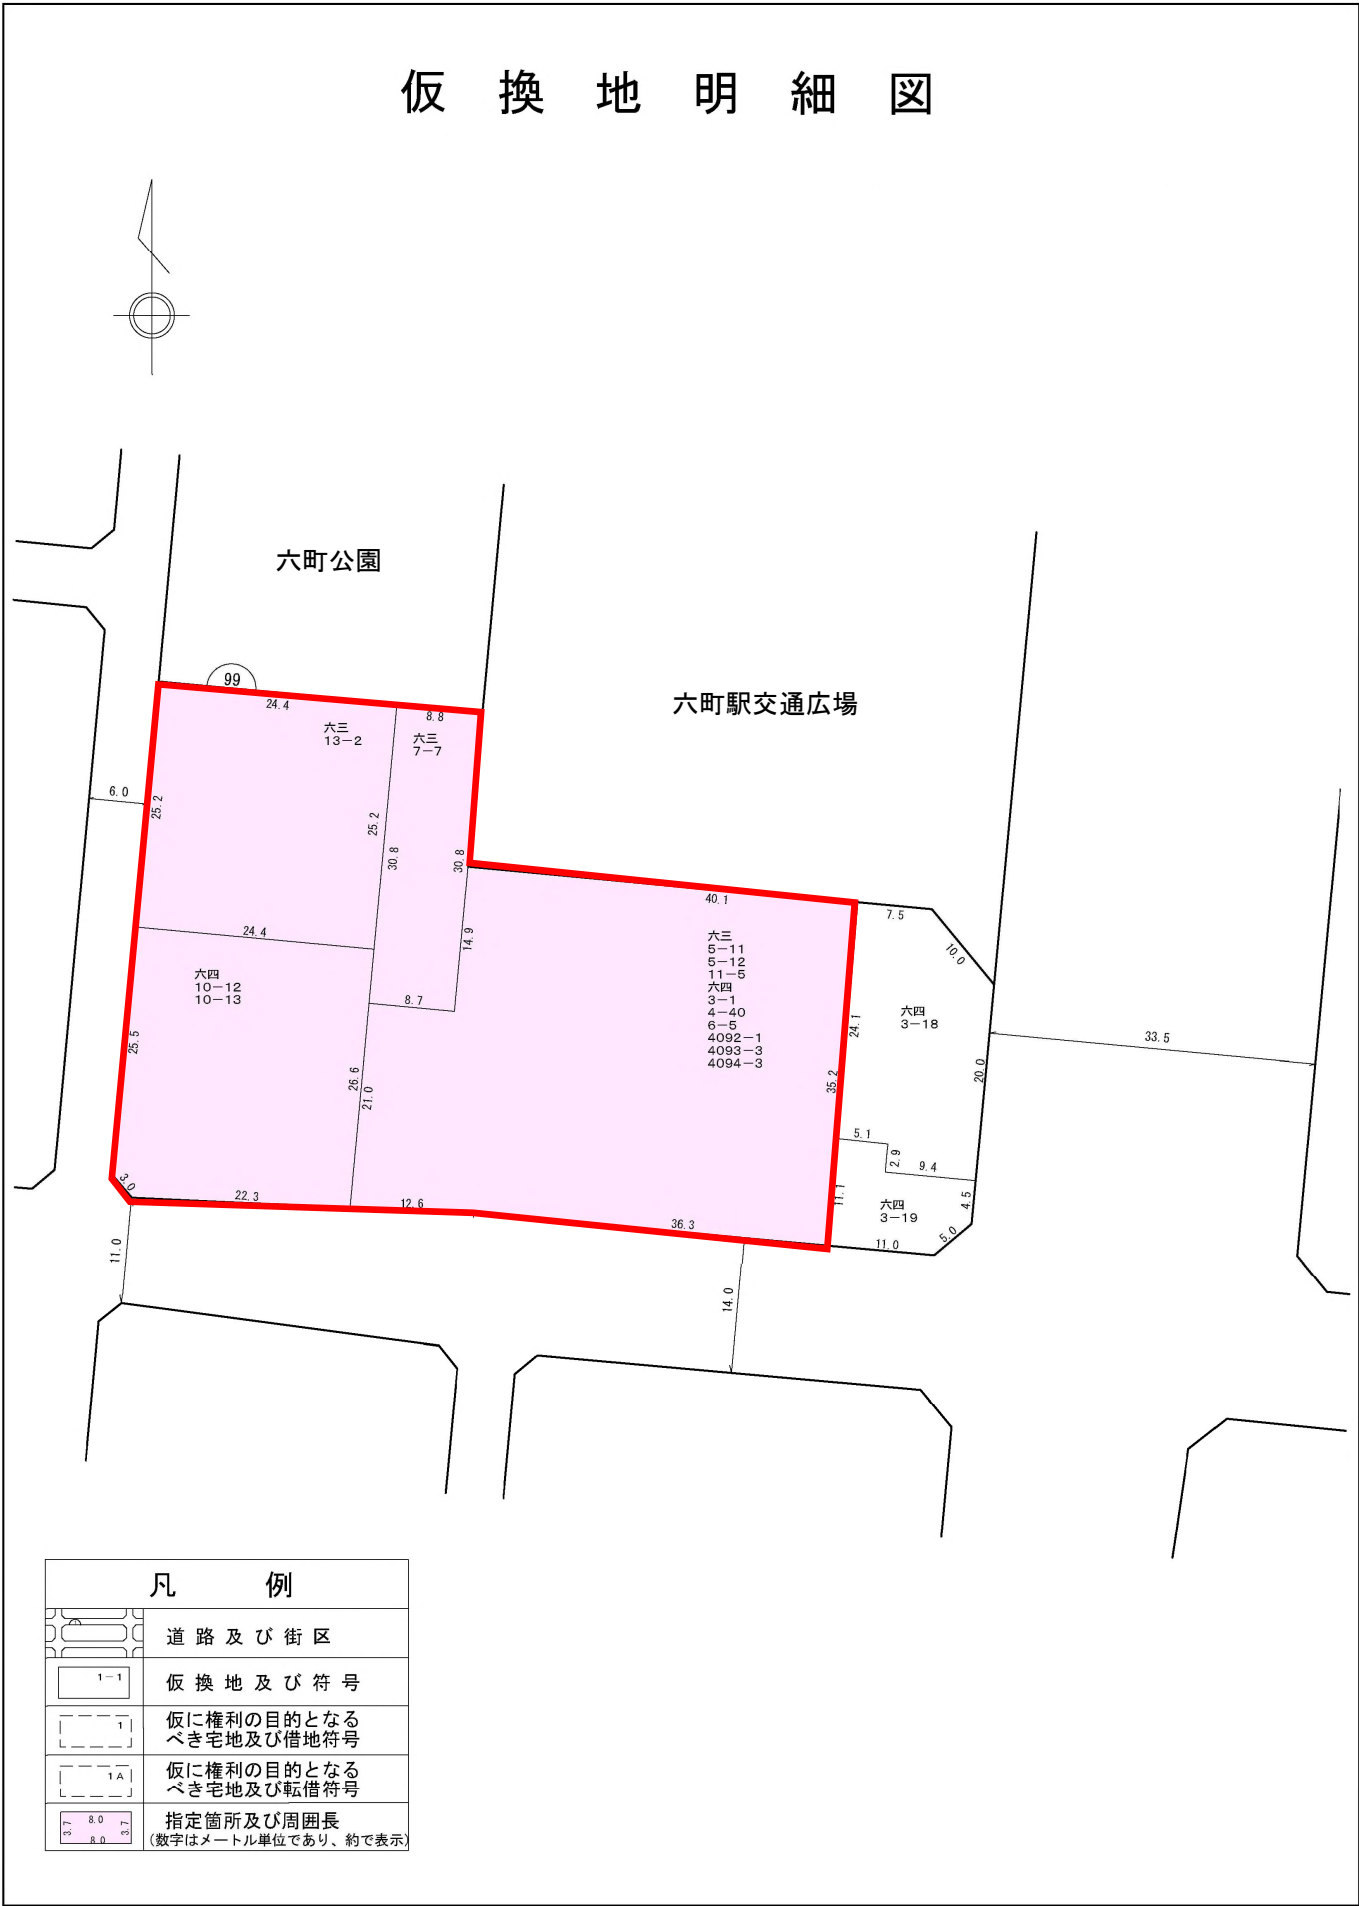 仮換地明細図
六町公園
六町駅交通広場
99
24.4
8.8
六三
13-2
六三
7-7
6.0
25.2
25.2
30.8
30.8
40.1
7.5
10.0
24.4
14.9
六三
5-11
5-12
11-5
六四
3-1
4-40
6-5
4092-1
4093-3
4094-3
六四
10-12
10-13
8.7
六四
3-18
24.1
33.5
25.5
26.6
21.0
35.2
20.0
5.1
2.9
9.4
3.0
22.3
12.6
36.3
11.1
六四
3-19
4.5
5.0
11.0
11.0
14.0
凡例
道路及び街区
1-1
仮換地及び符号
1
仮に権利の目的となる
べき宅地及び借地符号
1A
仮に権利の目的となる
べき宅地及び転借符号
8.0
3.7
3.7
8.0
指定箇所及び周囲長
(数字はメートル単位であり、約で表示)